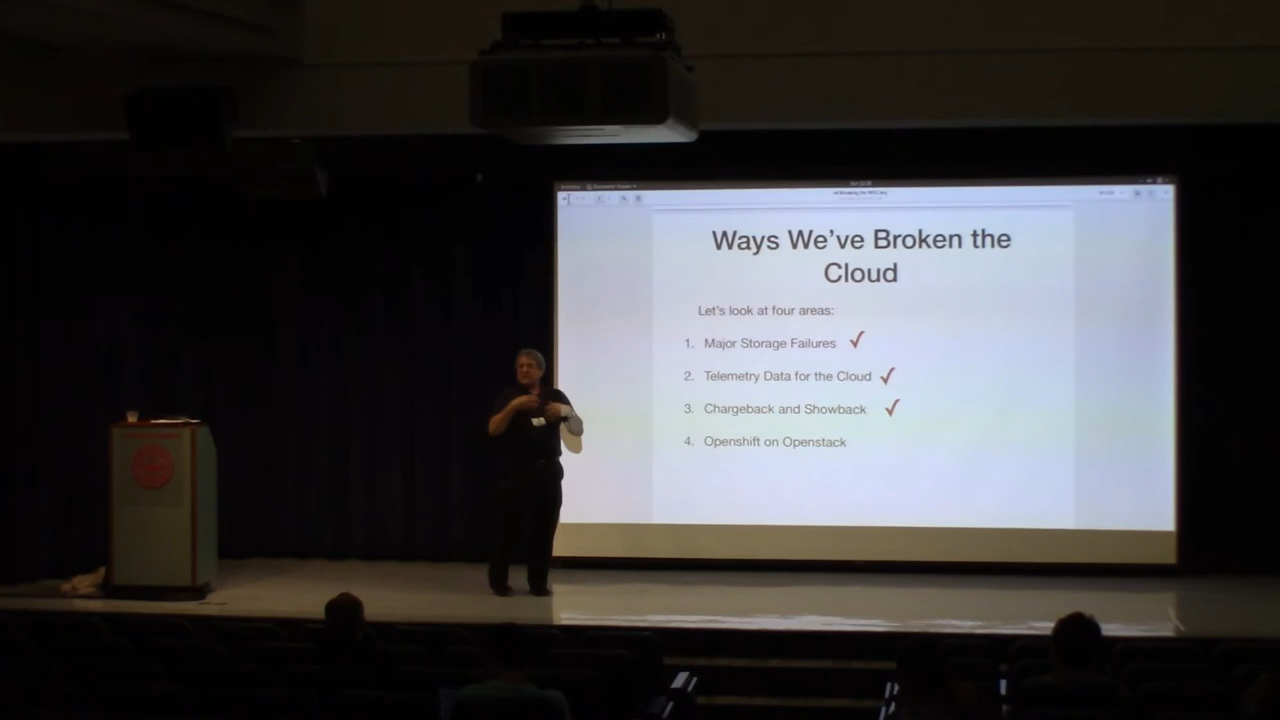 Ways We've Broken the
Cloud
Let's look at four areas:
1. Major Storage Failures ✓
2. Telemetry Data for the Cloud ✓
3. Chargeback and Showback ✓
4. Openshift on Openstack